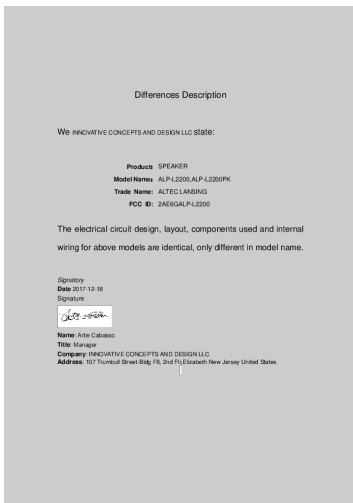 Differences Description
We INNOVATIVE CONCEPTS AND DESIGN LLC state:
Product: SPEAKER
Model Name: ALP-L2200,ALP-L2200PK
Trade Name: ALTEC LANSING
FCC ID: 2AE6GALP-L2200
The electrical circuit design, layout, components used and internal
wiring for above models are identical, only different in model name.
Signatory
Date 2017-12-18
Signature
Name: Artie Cabasso
Title: Manager
Company: INNOVATIVE CONCEPTS AND DESIGN LLC
Address: 107 Trumbull Street-Bldg F8, 2nd Flr,Elizabeth New Jersey United States